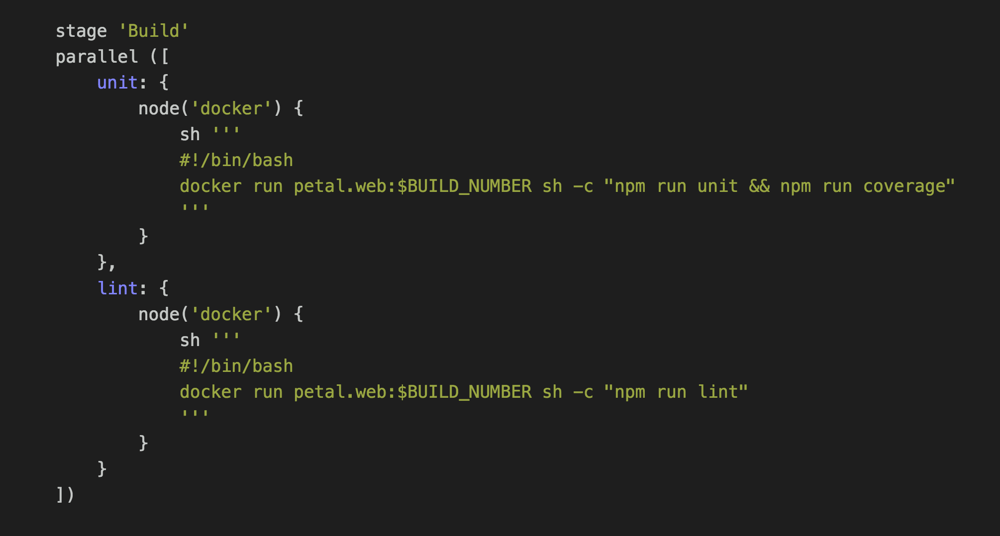 stage 'Build'
parallel ([
    unit: {
        node('docker') {
            sh '''
            #!/bin/bash
            docker run petal.web:$BUILD_NUMBER sh -c "npm run unit && npm run coverage"
            '''
        }
    },
    lint: {
        node('docker') {
            sh '''
            #!/bin/bash
            docker run petal.web:$BUILD_NUMBER sh -c "npm run lint"
            '''
        }
    }
])